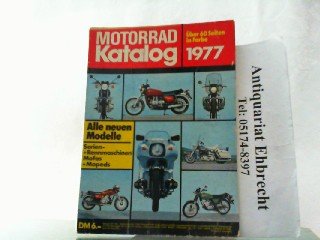 MOTORRAD
Katalog
Über 60 Seiten
in Farbe
1977
Alle neuen
Modelle
Serien-
-Rennmaschinen
Mofas
-Mopeds
DM 6.-
Antiquariat Ehbrecht
Tel: 05174-8397